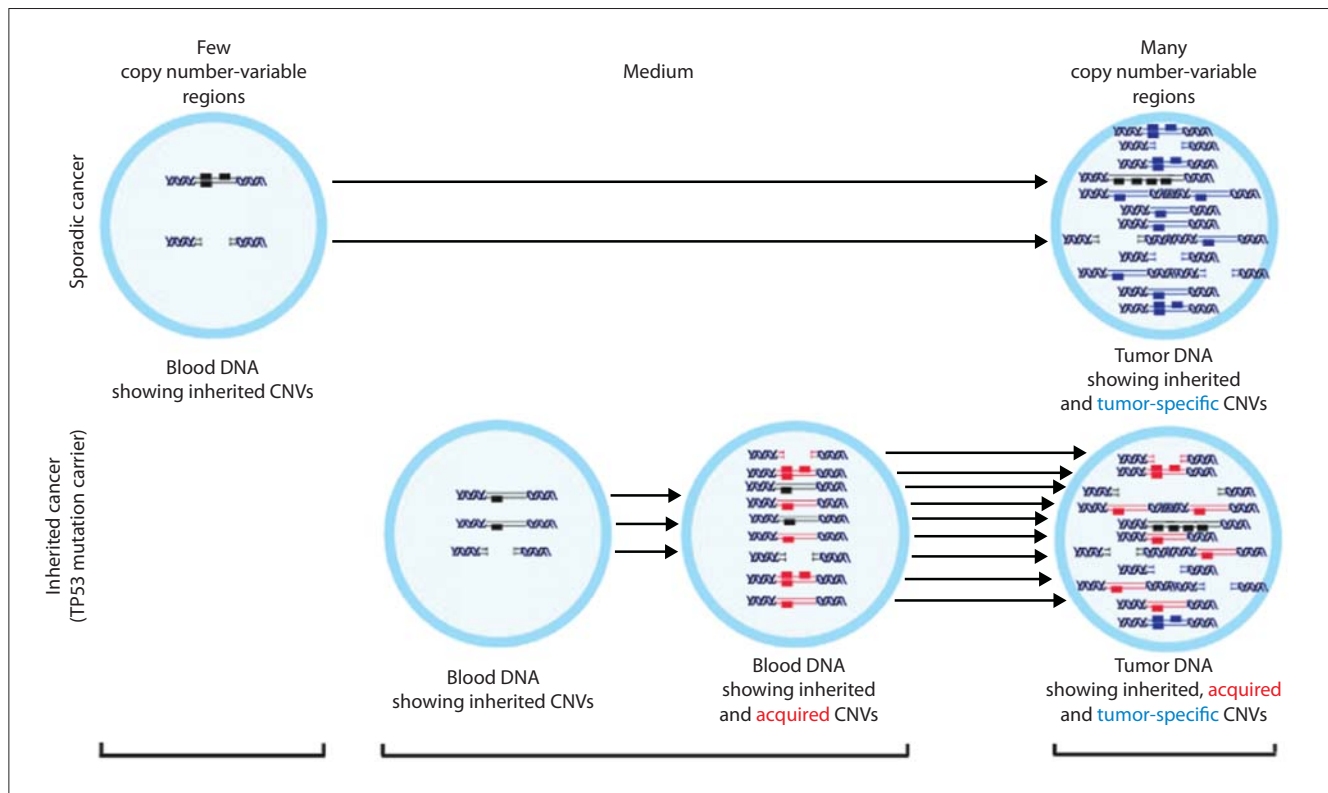 Few
copy number-variable
regions
Medium
Many
copy number-variable
regions
Sporadic cancer
Blood DNA
showing inherited CNVs
Tumor DNA
showing inherited
and tumor-specific CNVs
Inherited cancer
(TP53 mutation carrier)
Blood DNA
showing inherited CNVs
Blood DNA
showing inherited
and acquired CNVs
Tumor DNA
showing inherited, acquired
and tumor-specific CNVs